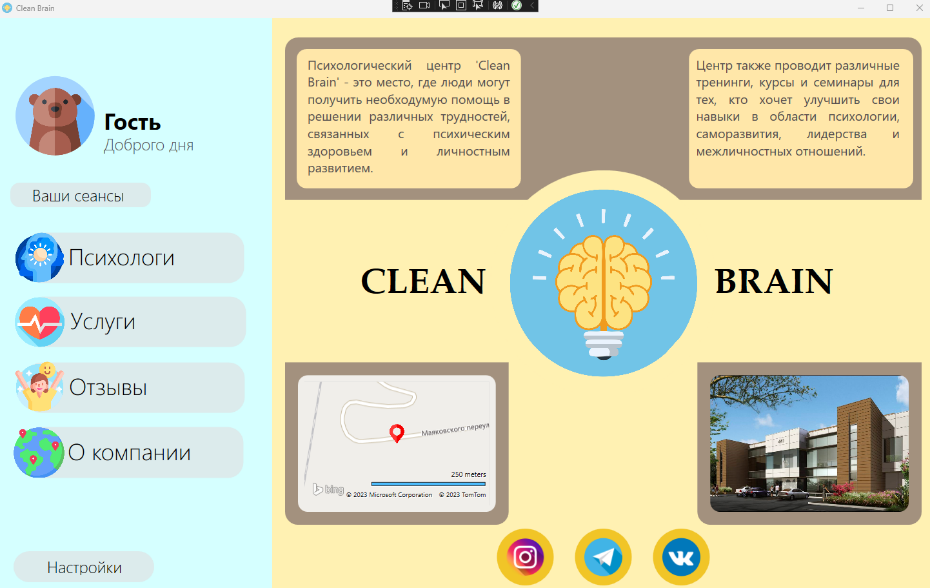 Clean Brain
Гость
Доброго дня
Ваши сеансы
Психологи
Услуги
Отзывы
О компании
Настройки
Психологический центр 'Clean
Brain' - это место, где люди могут
получить необходумую помощь в
решении различных трудностей,
связанных с психическим
здоровьем и личностным
развитием.
Центр также проводит различные
тренинги, курсы и семинары для
тех, кто хочет улучшить свои
навыки в области психологии,
саморазвития, лидерства и
межличностных отношений.
CLEAN
BRAIN
Маяковского переул
250 meters
bing
© 2023 Microsoft Corporation © 2023 TomTom